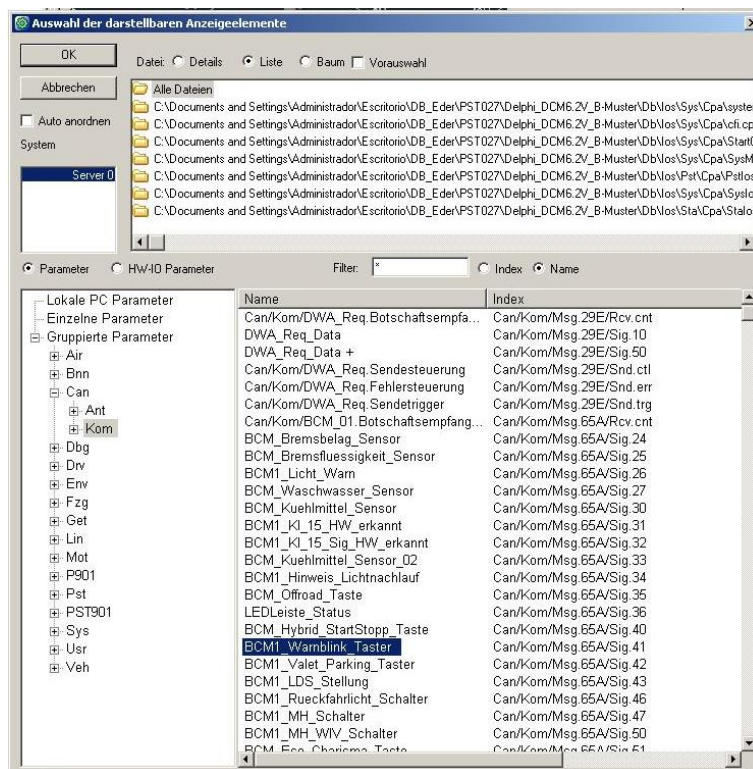 Auswahl der darstellbaren Anzeigeelemente
OK
Datei: Details Liste Baum Vorauswahl
Abbrechen
Auto anordnen
System
Server 0
Alle Dateien
C:\Documents and Settings\Administrador\Escritorio\DB_Eder\PST027\Delphi_DCM6.2V_B-Muster\Db\Ios\Sys\Cpa\syste
C:\Documents and Settings\Administrador\Escritorio\DB_Eder\PST027\Delphi_DCM6.2V_B-Muster\Db\Ios\Sys\Cpa\cfi.cp
C:\Documents and Settings\Administrador\Escritorio\DB_Eder\PST027\Delphi_DCM6.2V_B-Muster\Db\Ios\Sys\Cpa\Start
C:\Documents and Settings\Administrador\Escritorio\DB_Eder\PST027\Delphi_DCM6.2V_B-Muster\Db\Ios\Sys\Cpa\SysM
C:\Documents and Settings\Administrador\Escritorio\DB_Eder\PST027\Delphi_DCM6.2V_B-Muster\Db\Ios\Pst\Cpa\PstIos
C:\Documents and Settings\Administrador\Escritorio\DB_Eder\PST027\Delphi_DCM6.2V_B-Muster\Db\Ios\Sys\Cpa\SysIo
C:\Documents and Settings\Administrador\Escritorio\DB_Eder\PST027\Delphi_DCM6.2V_B-Muster\Db\Ios\Sta\Cpa\StaIos
Parameter HW-IO Parameter Filter: * Index Name
Lokale PC Parameter
Einzelne Parameter
Gruppierte Parameter
Air
Bnn
Can
Ant
Kom
Dbg
Drv
Env
Fzg
Get
Lin
Mot
P901
Pst
PST901
Sys
Usr
Veh
Name Index
Can/Kom/DWA_Req.Botschaftsempfa... Can/Kom/Msg.29E/Rcv.cnt
DWA_Req_Data Can/Kom/Msg.29E/Sig.10
DWA_Req_Data + Can/Kom/Msg.29E/Sig.50
Can/Kom/DWA_Req.Sendesteuerung Can/Kom/Msg.29E/Snd.ctl
Can/Kom/DWA_Req.Fehlersteuerung Can/Kom/Msg.29E/Snd.err
Can/Kom/DWA_Req.Sendetrigger Can/Kom/Msg.29E/Snd.trg
Can/Kom/BCM_01.Botschaftsempfang... Can/Kom/Msg.65A/Rcv.cnt
BCM_Bremsbelag_Sensor Can/Kom/Msg.65A/Sig.24
BCM_Bremsfluessigkeit_Sensor Can/Kom/Msg.65A/Sig.25
BCM1_Licht_Warn Can/Kom/Msg.65A/Sig.26
BCM_Waschwasser_Sensor Can/Kom/Msg.65A/Sig.27
BCM_Kuehlmittel_Sensor Can/Kom/Msg.65A/Sig.30
BCM1_Kl_15_HW_erkannt Can/Kom/Msg.65A/Sig.31
BCM1_Kl_15_Sig_HW_erkannt Can/Kom/Msg.65A/Sig.32
BCM_Kuehlmittel_Sensor_02 Can/Kom/Msg.65A/Sig.33
BCM1_Hinweis_Lichtnachlauf Can/Kom/Msg.65A/Sig.34
BCM_Offroad_Taste Can/Kom/Msg.65A/Sig.35
LEDLeiste_Status Can/Kom/Msg.65A/Sig.36
BCM_Hybrid_StartStopp_Taste Can/Kom/Msg.65A/Sig.40
BCM1_Warnblink_Taster Can/Kom/Msg.65A/Sig.41
BCM1_Valet_Parking_Taster Can/Kom/Msg.65A/Sig.42
BCM1_LDS_Stellung Can/Kom/Msg.65A/Sig.43
BCM1_Rueckfahrlicht_Schalter Can/Kom/Msg.65A/Sig.46
BCM1_MH_Schalter Can/Kom/Msg.65A/Sig.47
BCM1_MH_WIV_Schalter Can/Kom/Msg.65A/Sig.50
BCM_Esc_Charisma_Taste Can/Kom/Msg.65A/Sig.51